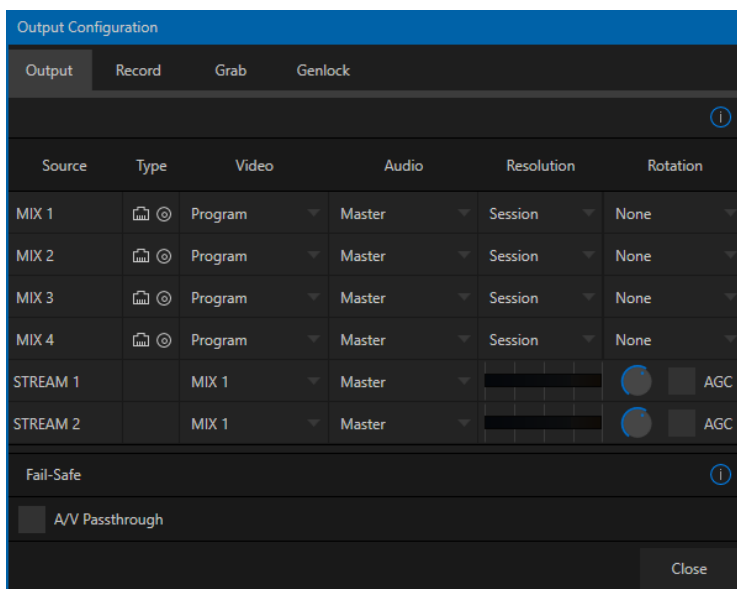 Output Configuration
Output Record Grab Genlock
Source Type Video Audio Resolution Rotation
MIX 1 Program Master Session None
MIX 2 Program Master Session None
MIX 3 Program Master Session None
MIX 4 Program Master Session None
STREAM 1 MIX 1 Master AGC
STREAM 2 MIX 1 Master AGC
Fail-Safe
A/V Passthrough
Close